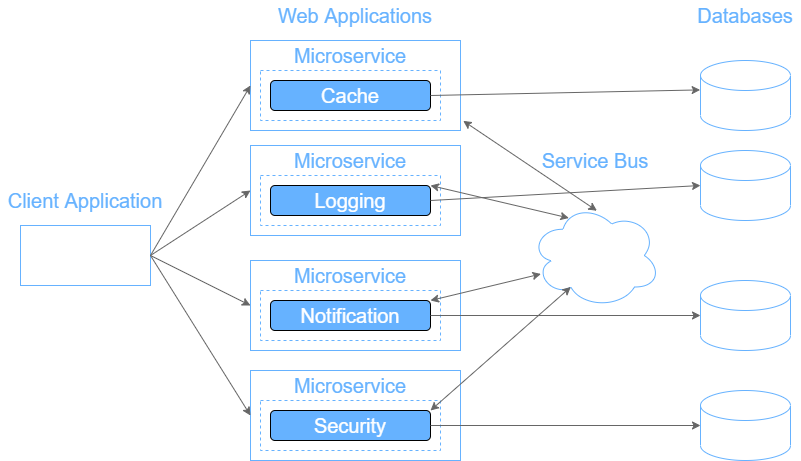 Web Applications
Databases
Microservice
Cache
Microservice
Service Bus
Logging
Client Application
Microservice
Notification
Microservice
Security